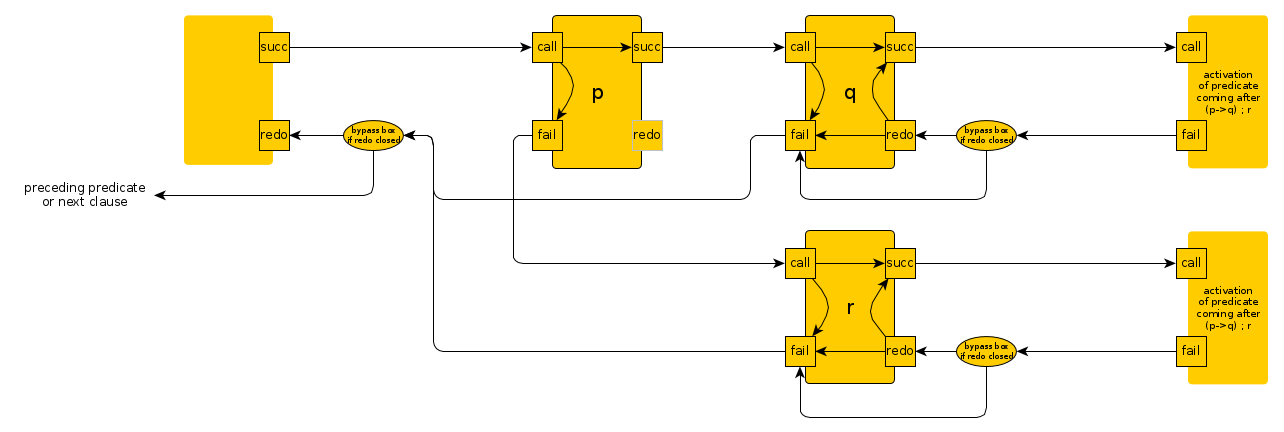 succ
call
succ
call
succ
call
p
q
activation
of predicate
coming after
(p->q) ; r
redo
bypass box
if redo closed
fail
redo
fail
redo
bypass box
if redo closed
fail
preceding predicate
or next clause
call
succ
call
r
activation
of predicate
coming after
(p->q) ; r
fail
redo
bypass box
if redo closed
fail